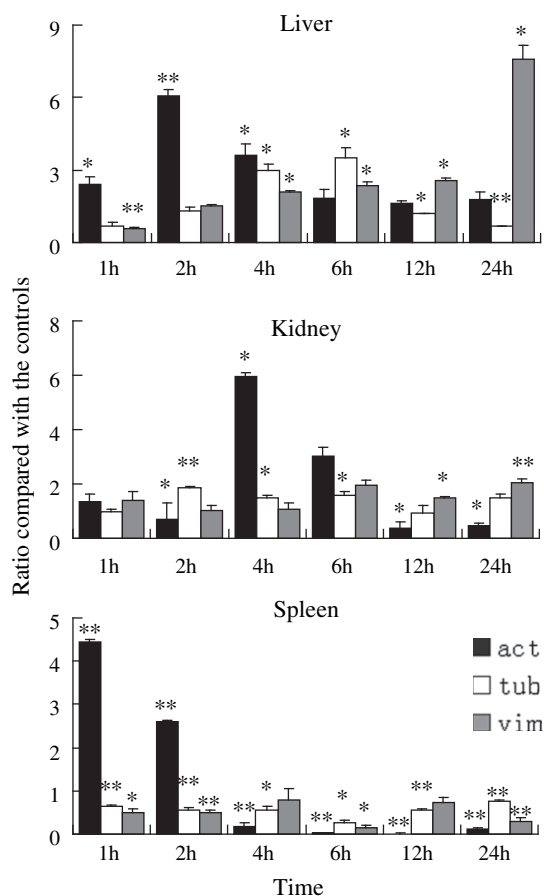 Liver
9
6
3
0
* ** ** * * * * * * * ** *
1h 2h 4h 6h 12h 24h
Ratio compared with the controls
Kidney
8
6
4
2
0
* ** * * * * * * **
1h 2h 4h 6h 12h 24h
Spleen
5
4
3
2
1
0
** ** * ** ** ** ** * ** * * ** ** ** ** **
act
tub
vim
1h 2h 4h 6h 12h 24h
Time